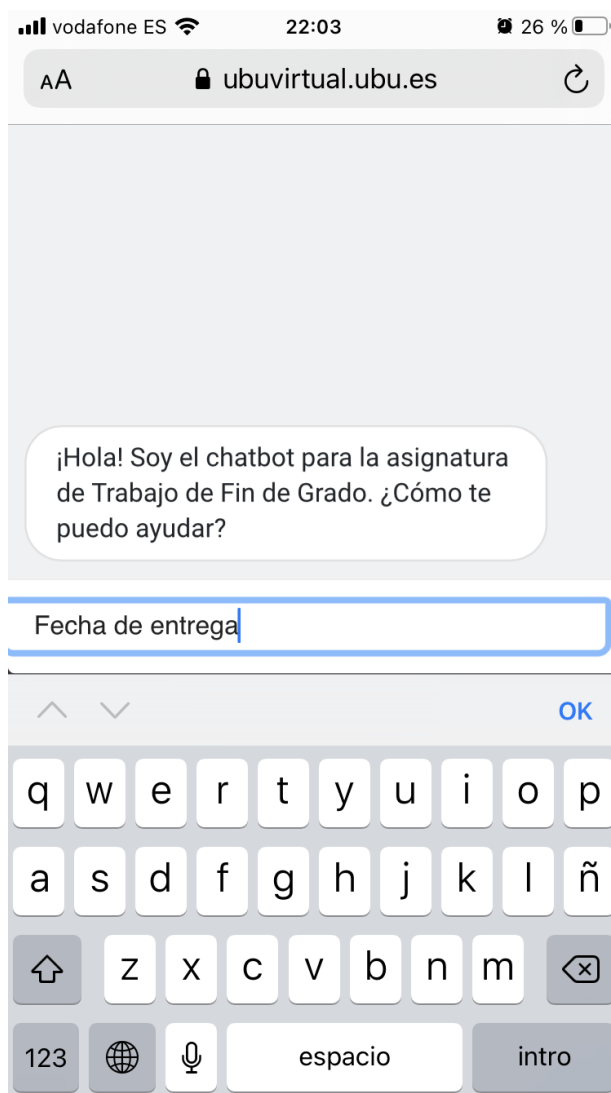 vodafone ES 22:03 26 %
AA ubuvirtual.ubu.es
¡Hola! Soy el chatbot para la asignatura
de Trabajo de Fin de Grado. ¿Cómo te
puedo ayudar?
Fecha de entrega
OK
q w e r t y u i o p
a s d f g h j k l ñ
z x c v b n m
123 espacio intro